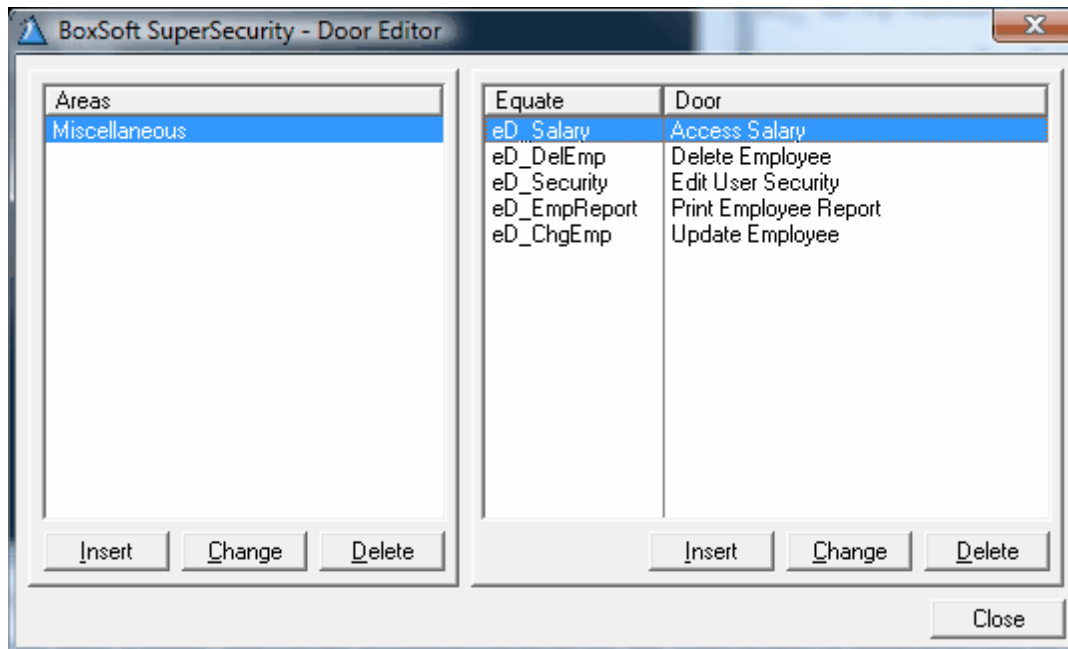 BoxSoft SuperSecurity - Door Editor
Areas
Miscellaneous
Equate Door
eD_Salary Access Salary
eD_DelEmp Delete Employee
eD_Security Edit User Security
eD_EmpReport Print Employee Report
eD_ChgEmp Update Employee
Insert Change Delete
Insert Change Delete
Close